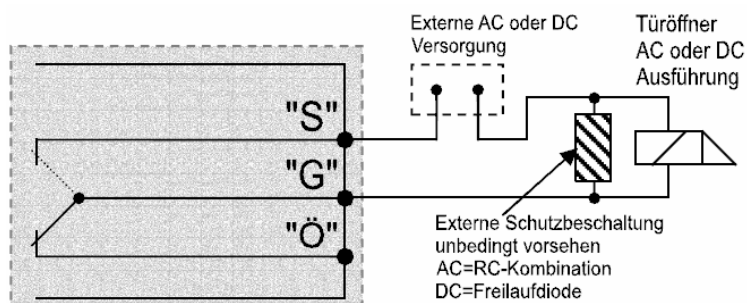 Externe AC oder DC
Versorgung
Türöffner
AC oder DC
Ausführung
"S"
"G"
"Ö"
Externe Schutzbeschaltung
unbedingt vorsehen
AC=RC-Kombination
DC=Freilaufdiode